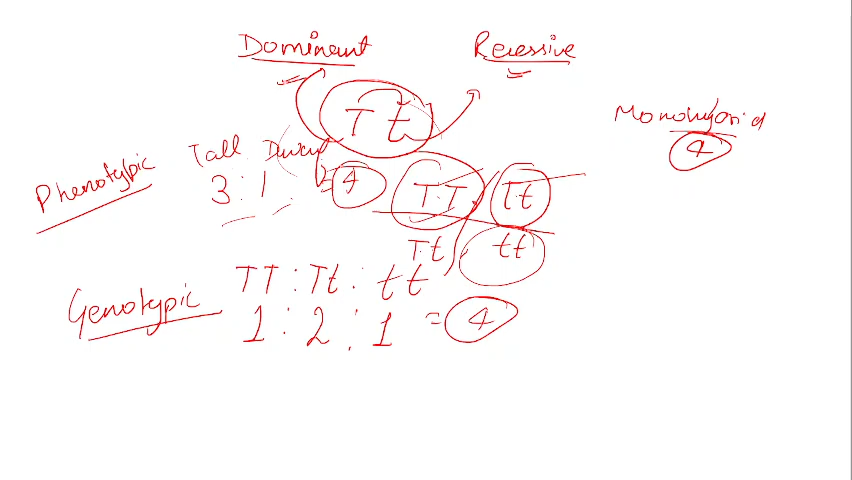 Dominant Recessive
T t
Monohybrid
4
Phenotypic Tall Dwarf
3 : 1 = 4 TT Tt
Tt tt
Genotypic TT : Tt : tt
1 : 2 : 1 = 4